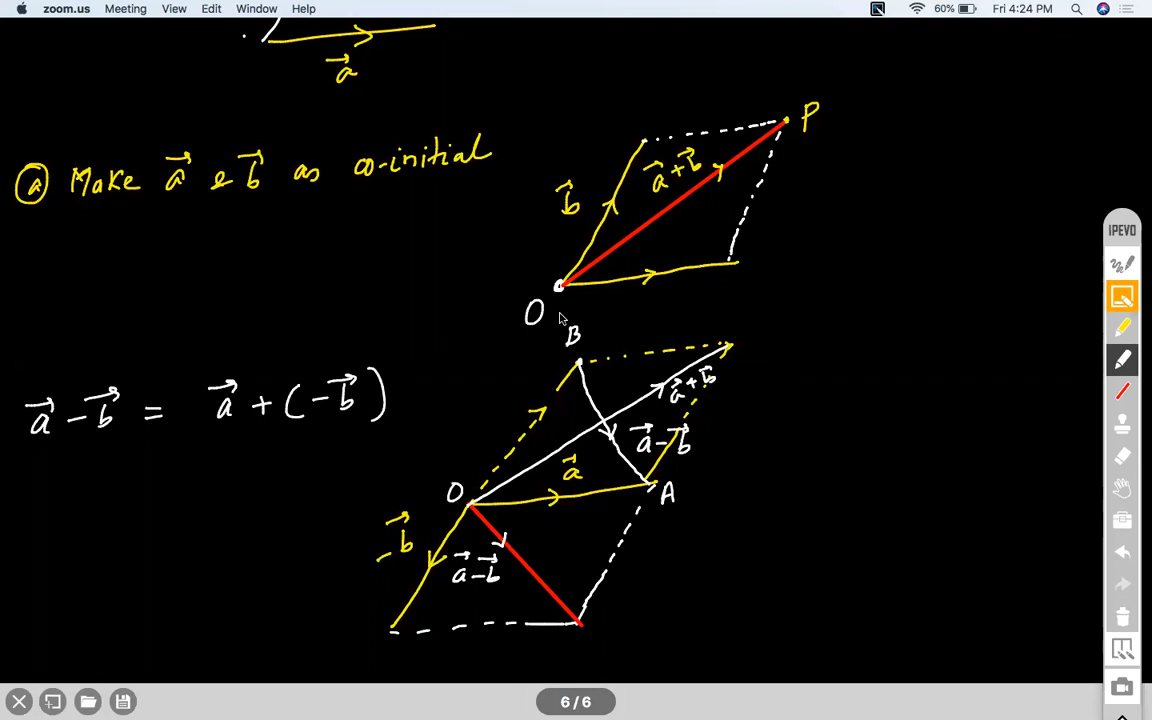 zoom.us Meeting View Edit Window Help 60% Fri 4:24 PM
→a
P
ⓐ Make →a & →b as co-initial
→a+→b
→b
IPEVO
O
B
→a+→b
→a - →b = →a + (-→b)
→a-→b
→a
O
A
-→b
→a-→b
6/6